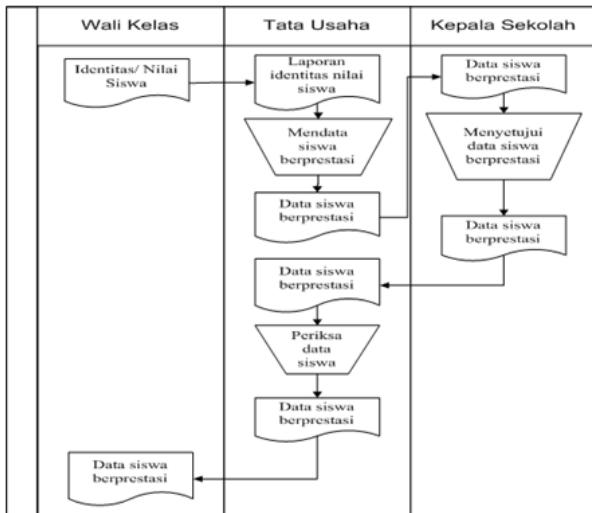 Wali Kelas
Tata Usaha
Kepala Sekolah
Identitas/ Nilai
Siswa
Laporan
identitas nilai
siswa
Data siswa
berprestasi
Mendata
siswa
berprestasi
Menyetujui
data siswa
berprestasi
Data siswa
berprestasi
Data siswa
berprestasi
Data siswa
berprestasi
Periksa
data
siswa
Data siswa
berprestasi
Data siswa
berprestasi